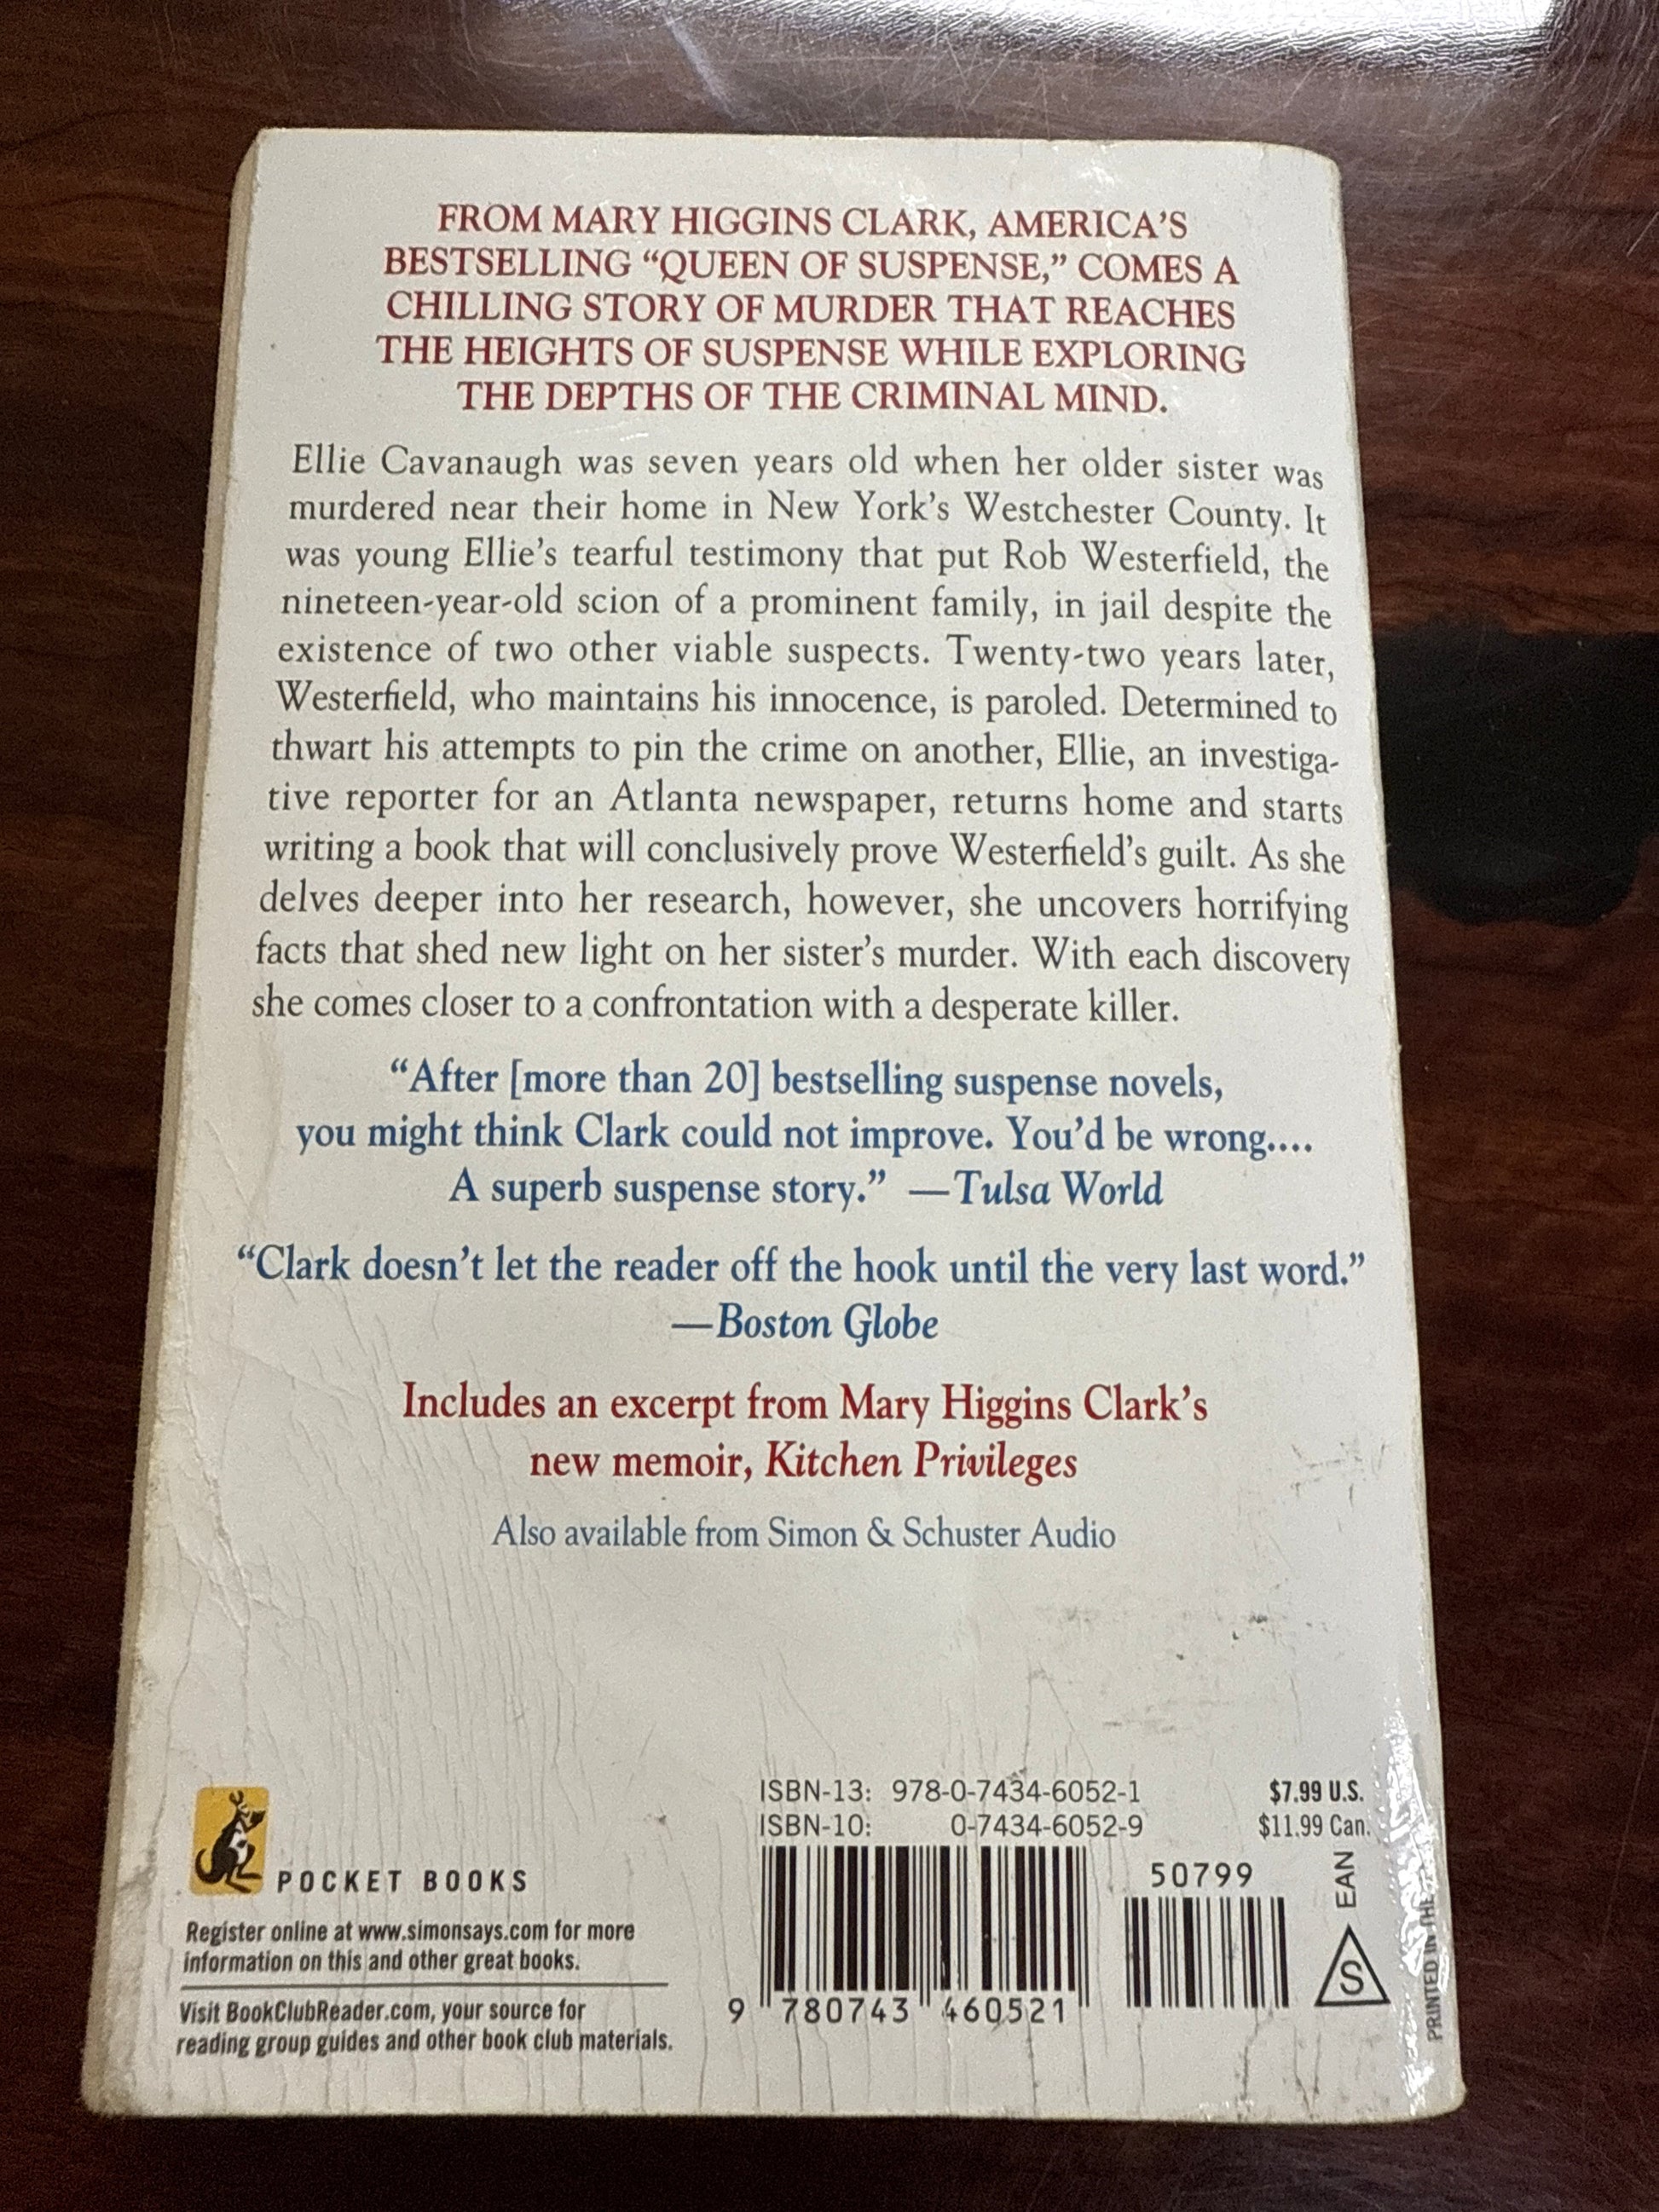 FROM MARY HIGGINS CLARK, AMERICA'S
BESTSELLING “QUEEN OF SUSPENSE,” COMES A
CHILLING STORY OF MURDER THAT REACHES
THE HEIGHTS OF SUSPENSE WHILE EXPLORING
THE DEPTHS OF THE CRIMINAL MIND.
Ellie Cavanaugh was seven years old when her older sister was
murdered near their home in New York's Westchester County. It
was young Ellie's tearful testimony that put Rob Westerfield, the
nineteen-year-old scion of a prominent family, in jail despite the
existence of two other viable suspects. Twenty-two years later,
Westerfield, who maintains his innocence, is paroled. Determined to
thwart his attempts to pin the crime on another, Ellie, an investiga-
tive reporter for an Atlanta newspaper, returns home and starts
writing a book that will conclusively prove Westerfield's guilt. As she
delves deeper into her research, however, she uncovers horrifying
facts that shed new light on her sister's murder. With each discovery
she comes closer to a confrontation with a desperate killer.
“After [more than 20] bestselling suspense novels,
you might think Clark could not improve. You'd be wrong....
A superb suspense story.” —Tulsa World
“Clark doesn't let the reader off the hook until the very last word.”
—Boston Globe
Includes an excerpt from Mary Higgins Clark's
new memoir, Kitchen Privileges
Also available from Simon & Schuster Audio
POCKET BOOKS
Register online at www.simonsays.com for more
information on this and other great books.
Visit BookClubReader.com, your source for
reading group guides and other book club materials.
ISBN-13: 978-0-7434-6052-1
ISBN-10: 0-7434-6052-9
$7.99 U.S.
$11.99 Can.
50799
9 780743 460521
EAN
S
PRINTED IN THE